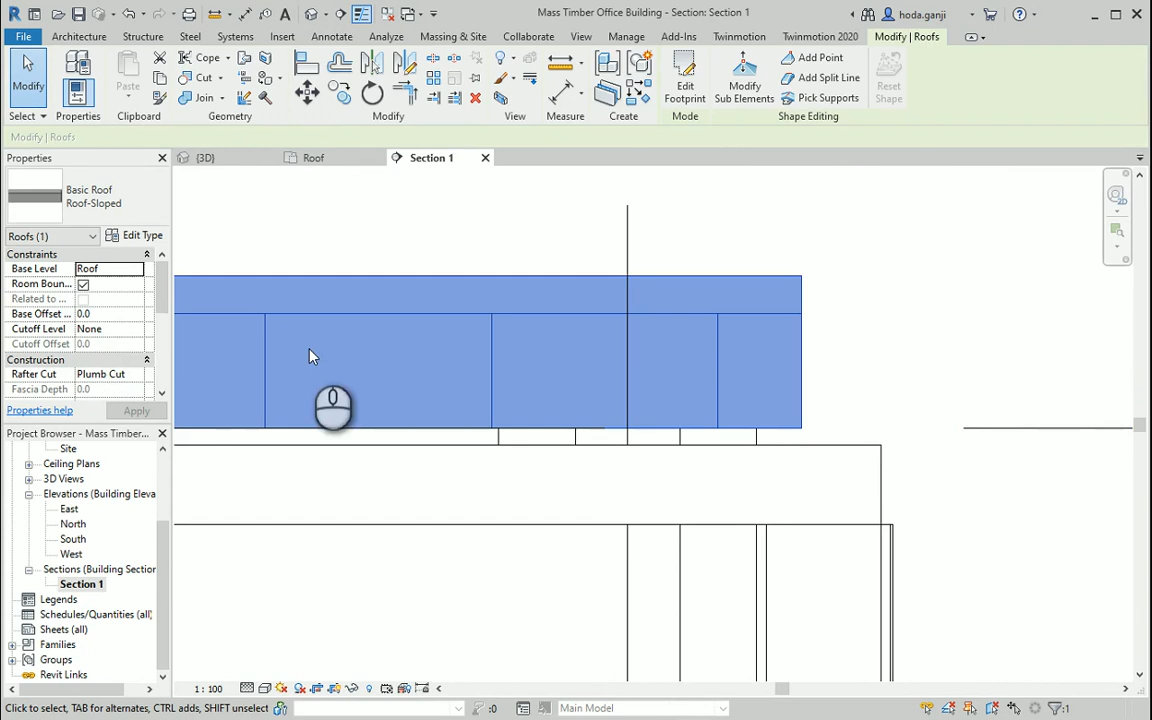 Mass Timber Office Building - Section: Section 1
hoda.ganji
File Architecture Structure Steel Systems Insert Annotate Analyze Massing & Site Collaborate View Manage Add-Ins Twinmotion Twinmotion 2020 Modify | Roofs
Modify
Paste
Cope
Cut
Join
Edit Footprint
Modify Sub Elements
Add Point
Add Split Line
Pick Supports
Reset Shape
Select Properties Clipboard Geometry Modify View Measure Create Mode Shape Editing
Modify | Roofs
Properties
{3D} Roof Section 1
Basic Roof
Roof-Sloped
Roofs (1) Edit Type
Constraints
Base Level Roof
Room Boun...
Related to ...
Base Offset ... 0.0
Cutoff Level None
Cutoff Offset 0.0
Construction
Rafter Cut Plumb Cut
Fascia Depth 0.0
Properties help Apply
Project Browser - Mass Timber...
Site
Ceiling Plans
3D Views
Elevations (Building Eleva
East
North
South
West
Sections (Building Section
Section 1
Legends
Schedules/Quantities (all)
Sheets (all)
Families
Groups
Revit Links
1 : 100
Click to select, TAB for alternates, CTRL adds, SHIFT unselect :0 Main Model :1
2D